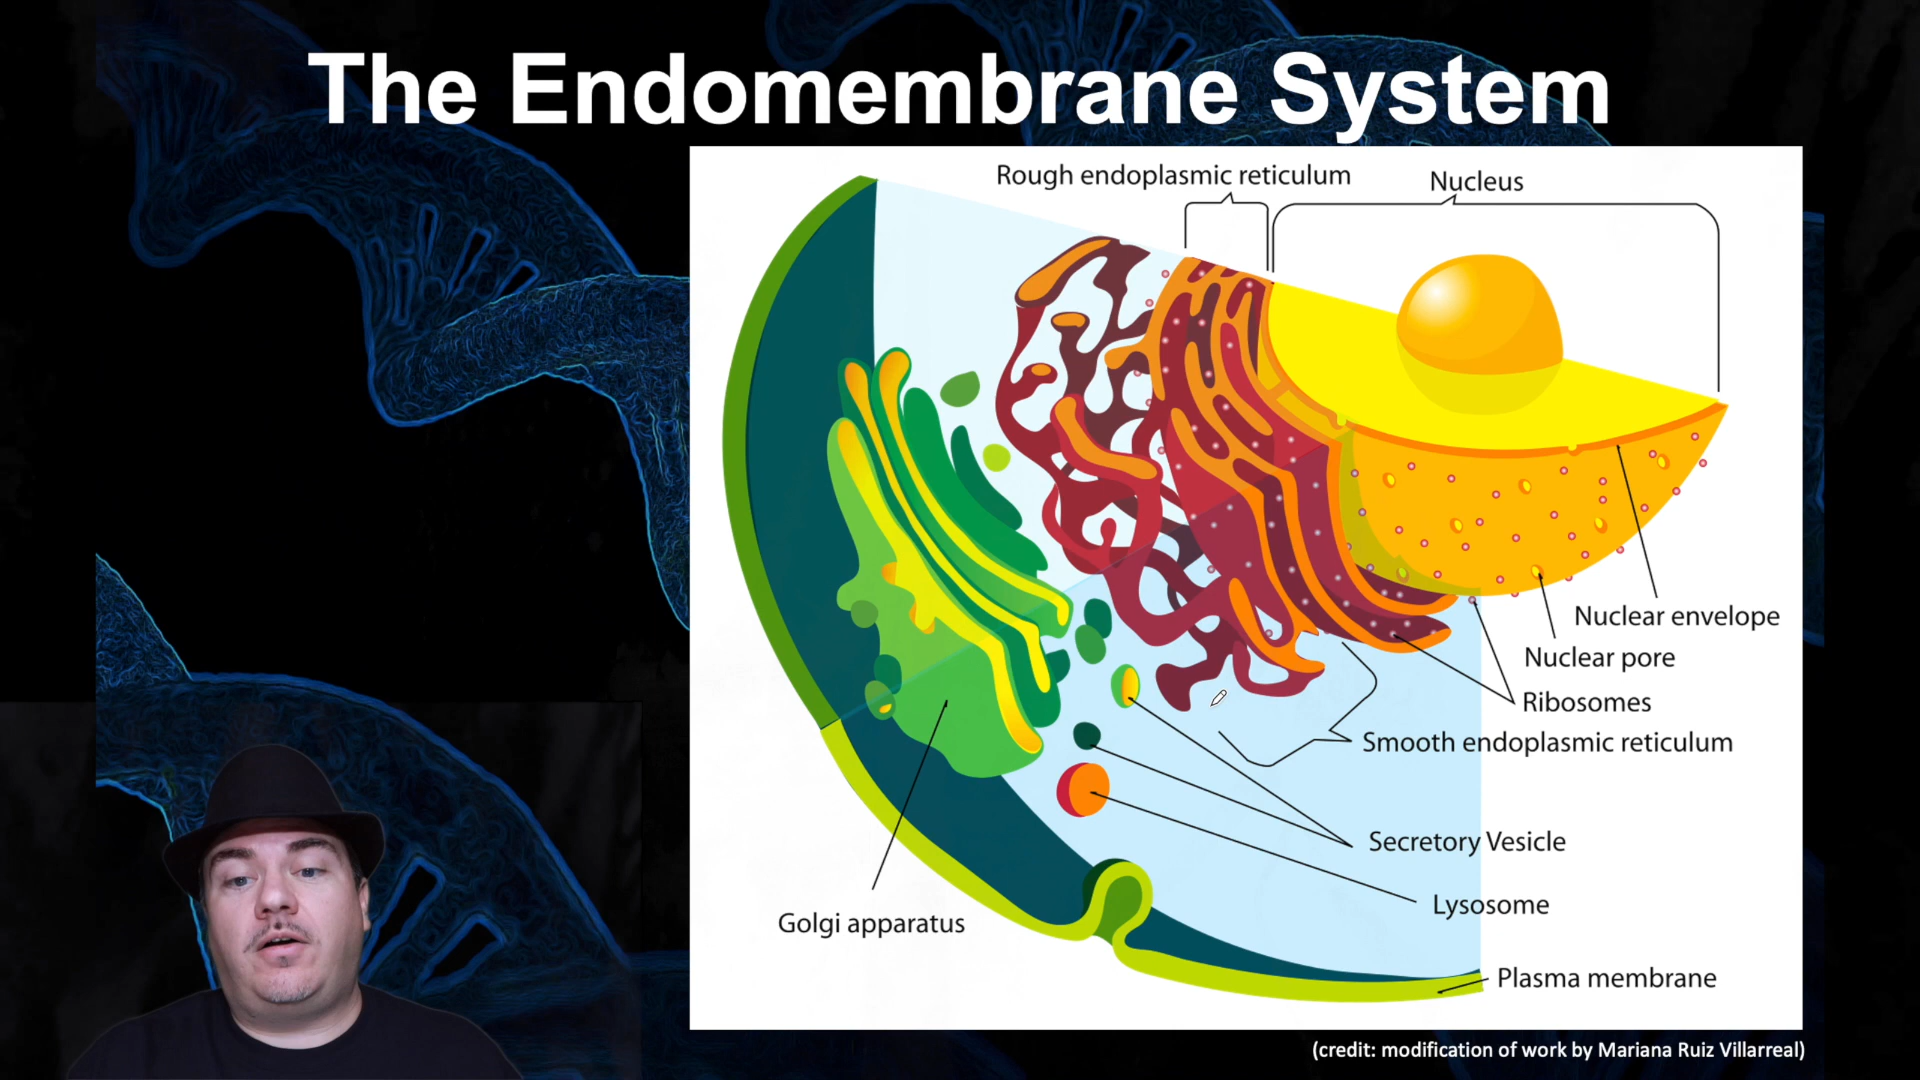 The Endomembrane System
Rough endoplasmic reticulum
Nucleus
Nuclear envelope
Nuclear pore
Ribosomes
Smooth endoplasmic reticulum
Secretory Vesicle
Lysosome
Golgi apparatus
Plasma membrane
(credit: modification of work by Mariana Ruiz Villarreal)